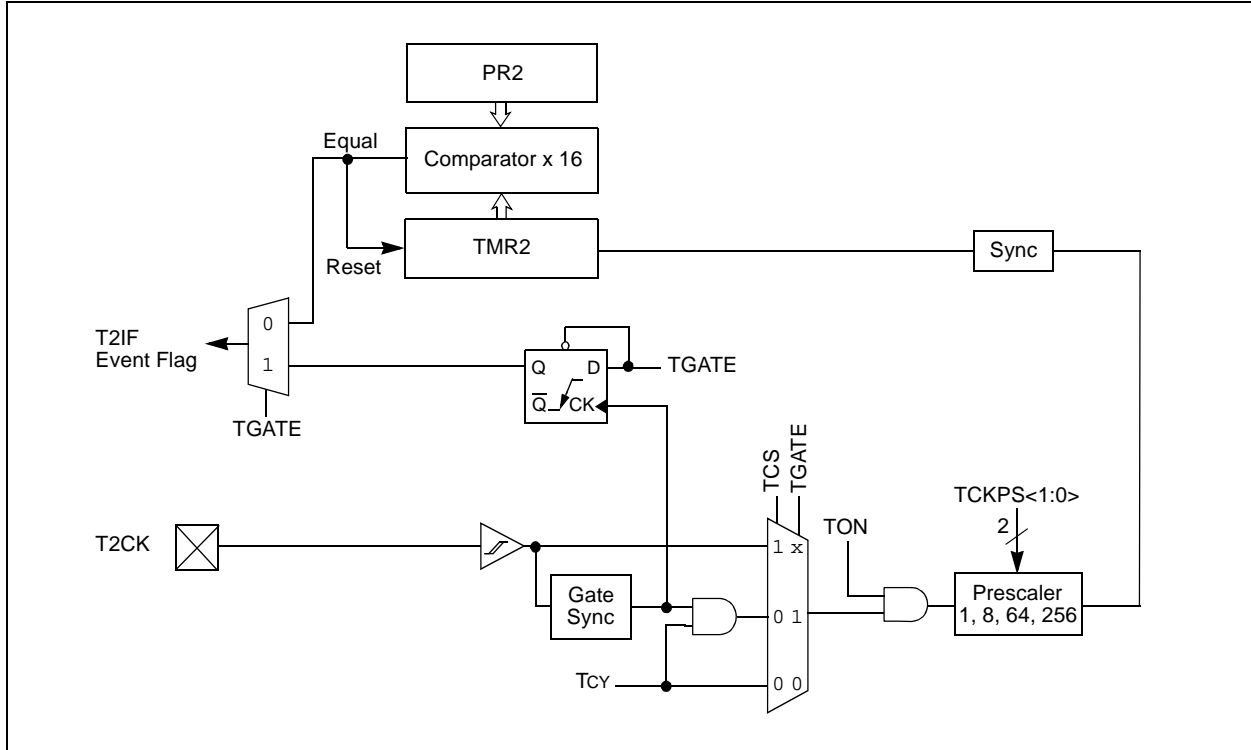 PR2
Equal
Comparator x 16
TMR2
Sync
Reset
0
T2IF
Event Flag
1
Q
D
TGATE
Q̅
CK
TGATE
TCS
TGATE
TCKPS<1:0>
2
TON
T2CK
1 x
Gate
Sync
0 1
Prescaler
1, 8, 64, 256
TCY
0 0